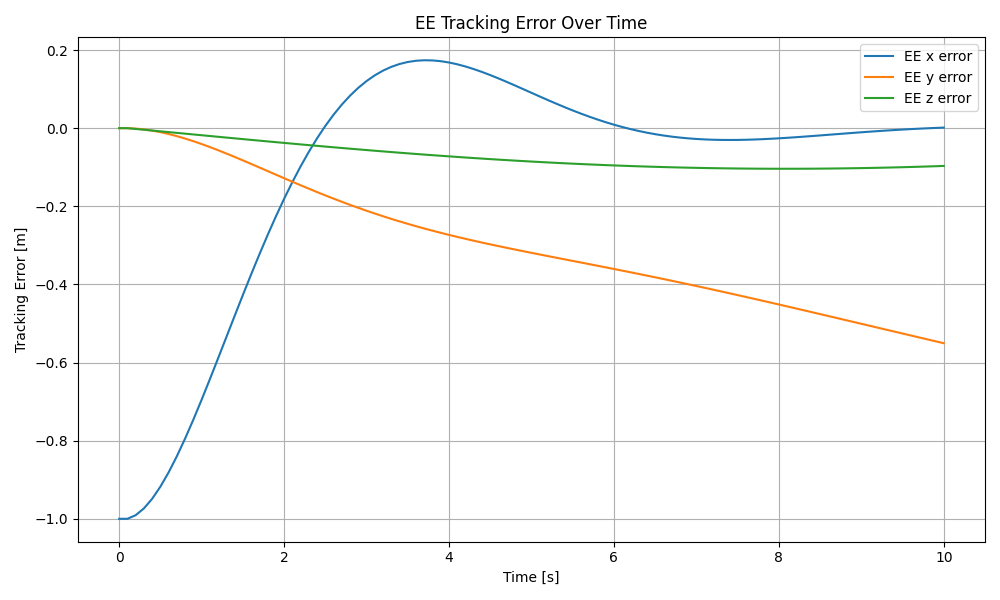 EE Tracking Error Over Time
EE x error
EE y error
EE z error
Tracking Error [m]
0.2
0.0
−0.2
−0.4
−0.6
−0.8
−1.0
0 2 4 6 8 10
Time [s]